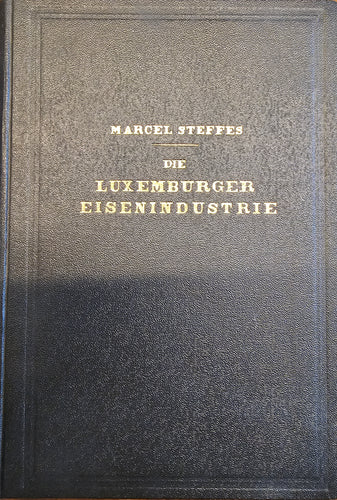 MARCEL STEFFES
DIE
LUXEMBURGER
EISENINDUSTRIE